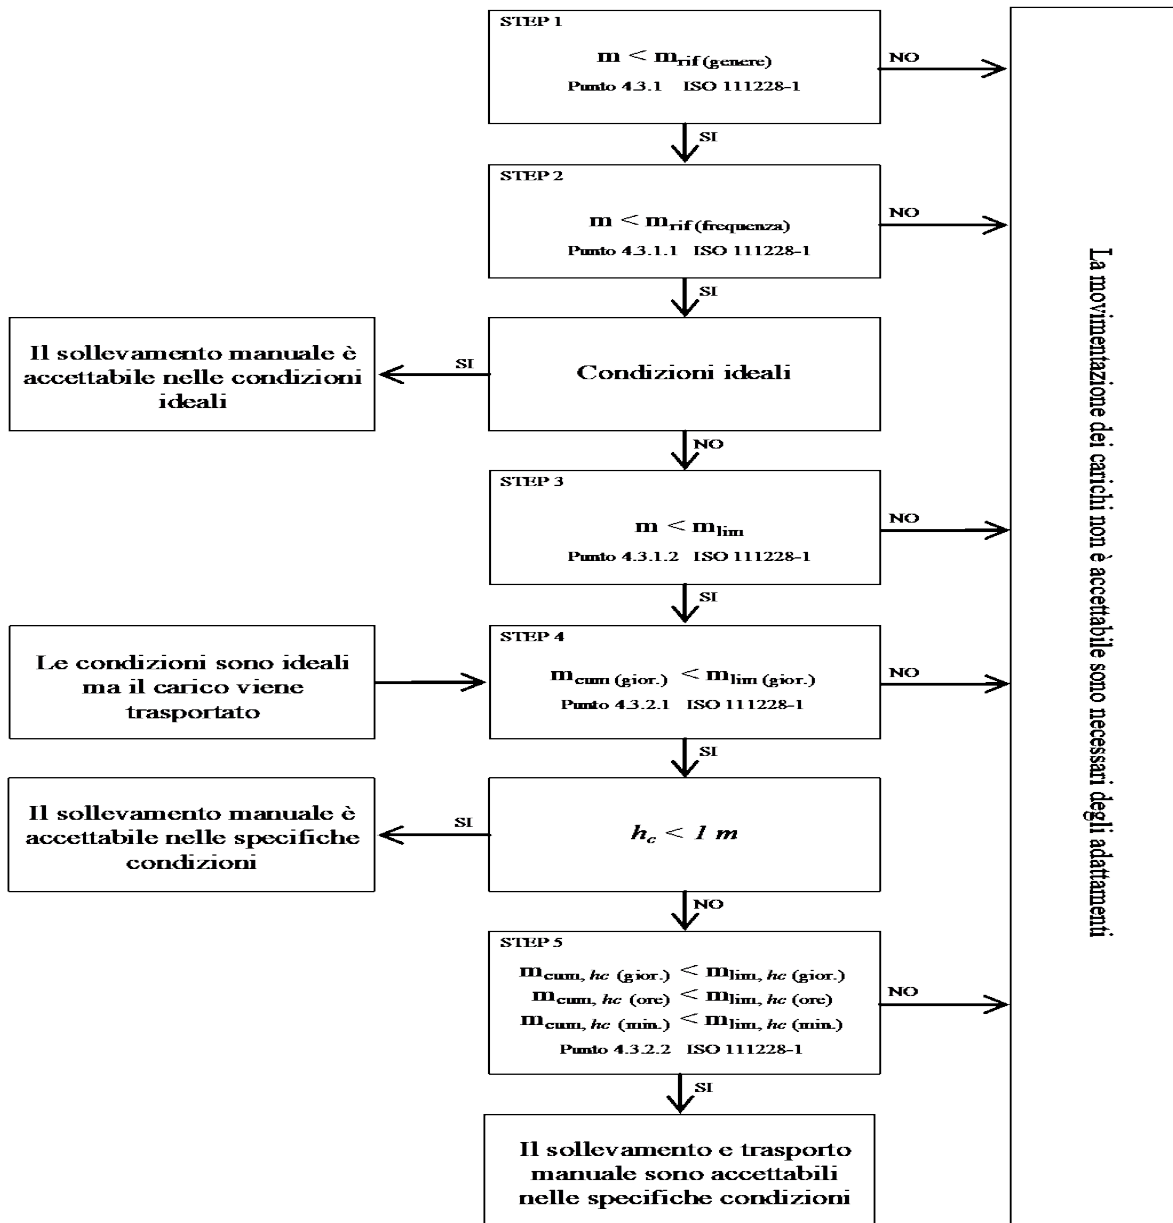 STEP 1
m < mrif (genere)
Punto 4.3.1 ISO 111228-1
NO
SI
STEP 2
m < mrif (frequenza)
Punto 4.3.1.1 ISO 111228-1
NO
SI
Il sollevamento manuale è
accettabile nelle condizioni
ideali
SI
Condizioni ideali
NO
STEP 3
m < mlim
Punto 4.3.1.2 ISO 111228-1
NO
SI
Le condizioni sono ideali
ma il carico viene
trasportato
STEP 4
mcum (gior.) < mlim (gior.)
Punto 4.3.2.1 ISO 111228-1
NO
SI
Il sollevamento manuale è
accettabile nelle specifiche
condizioni
SI
hc < 1 m
NO
STEP 5
mcum, hc (gior.) < mlim, hc (gior.)
mcum, hc (ore) < mlim, hc (ore)
mcum, hc (min.) < mlim, hc (min.)
Punto 4.3.2.2 ISO 111228-1
NO
SI
Il sollevamento e trasporto
manuale sono accettabili
nelle specifiche condizioni
La movimentazione dei carichi non è accettabile sono necessari degli adattamenti